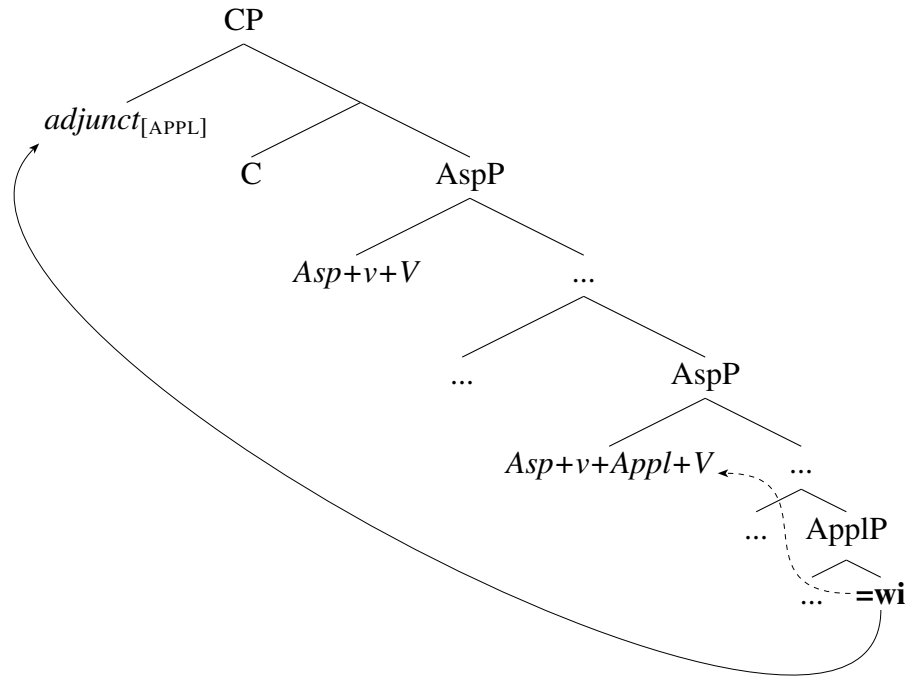 CP
adjunct[APPL]
C AspP
Asp+v+V ...
... AspP
Asp+v+Appl+V ...
... ApplP
... =wi